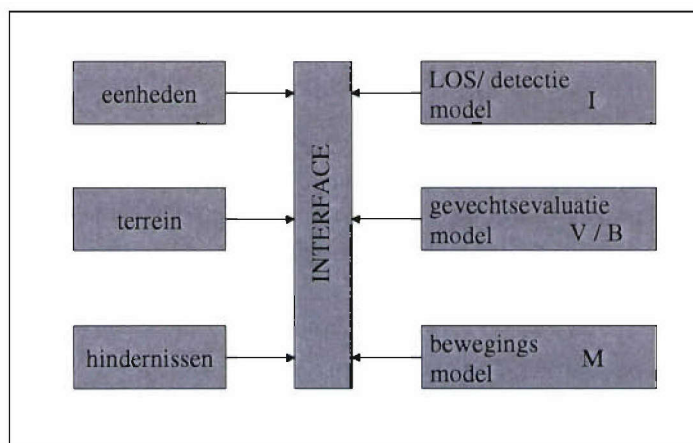 eenheden
terrein
hindernissen
INTERFACE
LOS/ detectie
model I
gevechtsevaluatie
model V / B
bewegings
model M